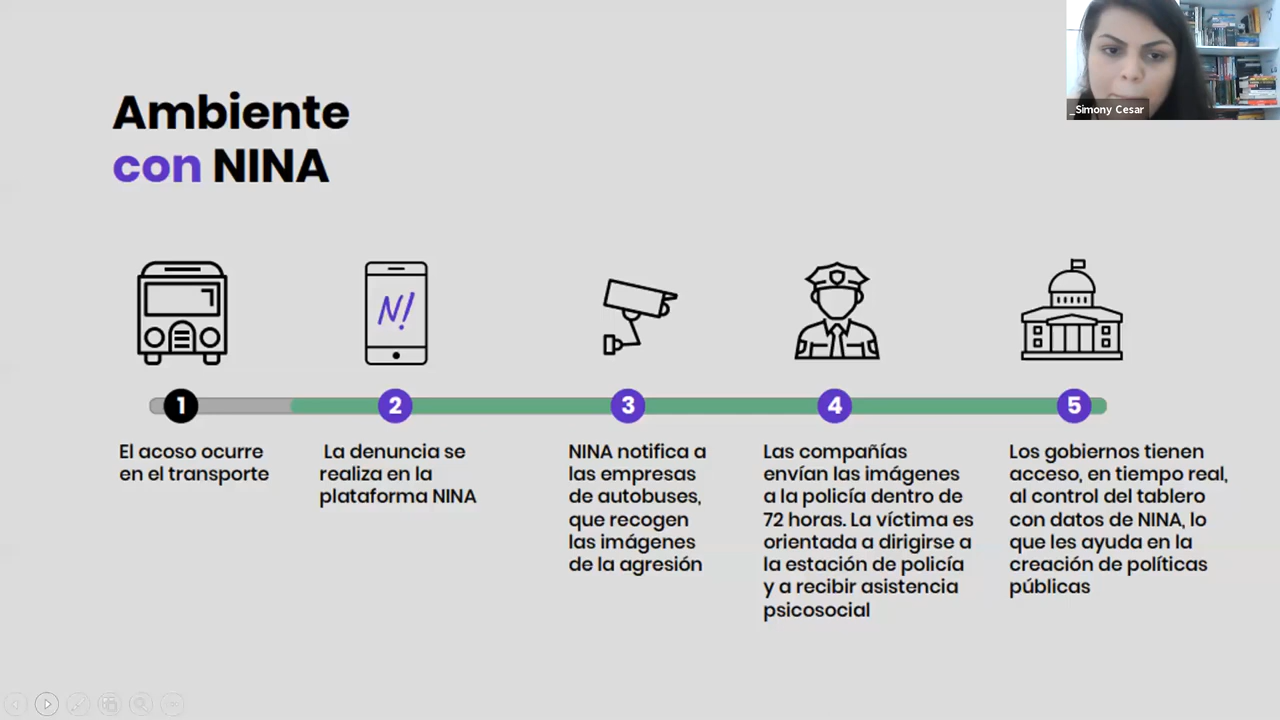 _Simony Cesar
Ambiente
con NINA
N!
1
2
3
4
5
El acoso ocurre
en el transporte
La denuncia se
realiza en la
plataforma NINA
NINA notifica a
las empresas
de autobuses,
que recogen
las imágenes
de la agresión
Las compañías
envían las imágenes
a la policía dentro de
72 horas. La víctima es
orientada a dirigirse a
la estación de policía
y a recibir asistencia
psicosocial
Los gobiernos tienen
acceso, en tiempo real,
al control del tablero
con datos de NINA, lo
que les ayuda en la
creación de políticas
públicas